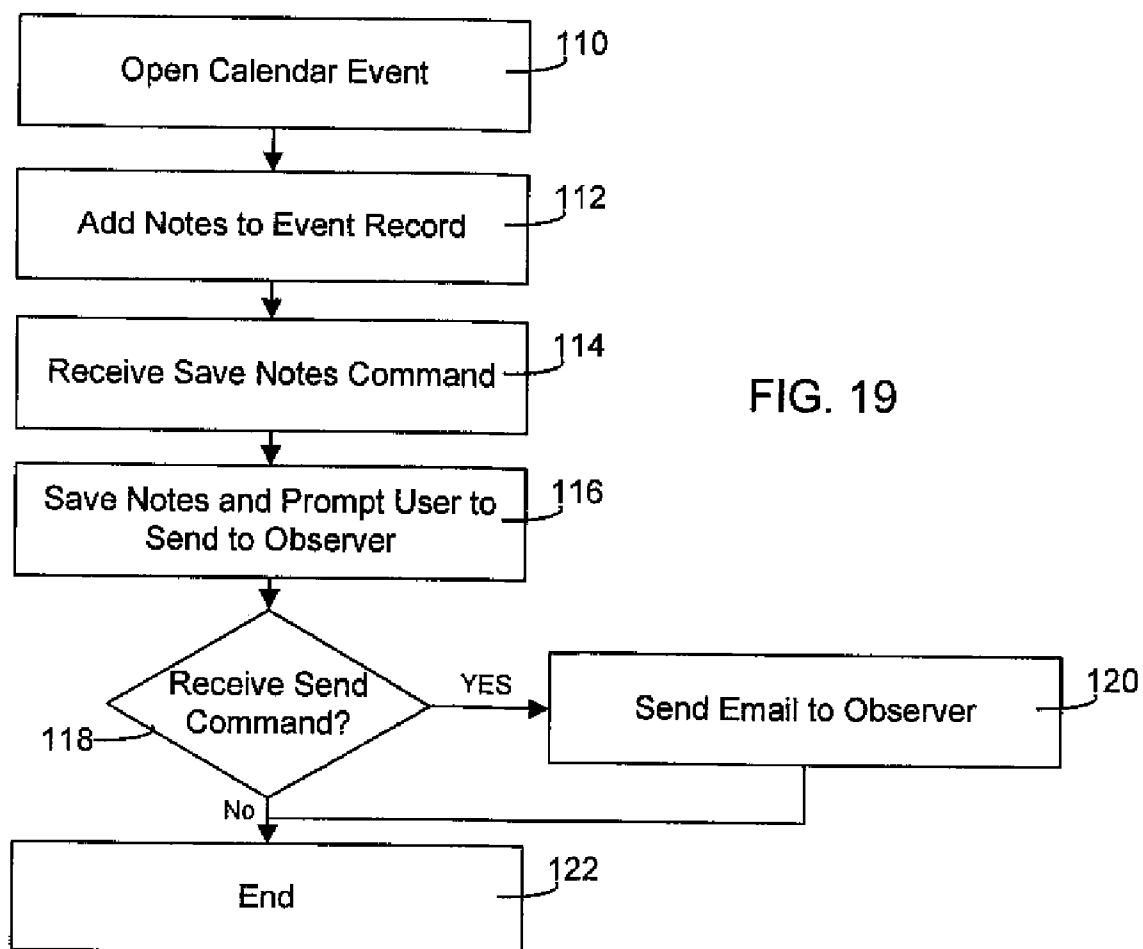 110
Open Calendar Event
112
Add Notes to Event Record
114
Receive Save Notes Command
FIG. 19
116
Save Notes and Prompt User to
Send to Observer
118
Receive Send
Command?
YES
120
Send Email to Observer
No
122
End